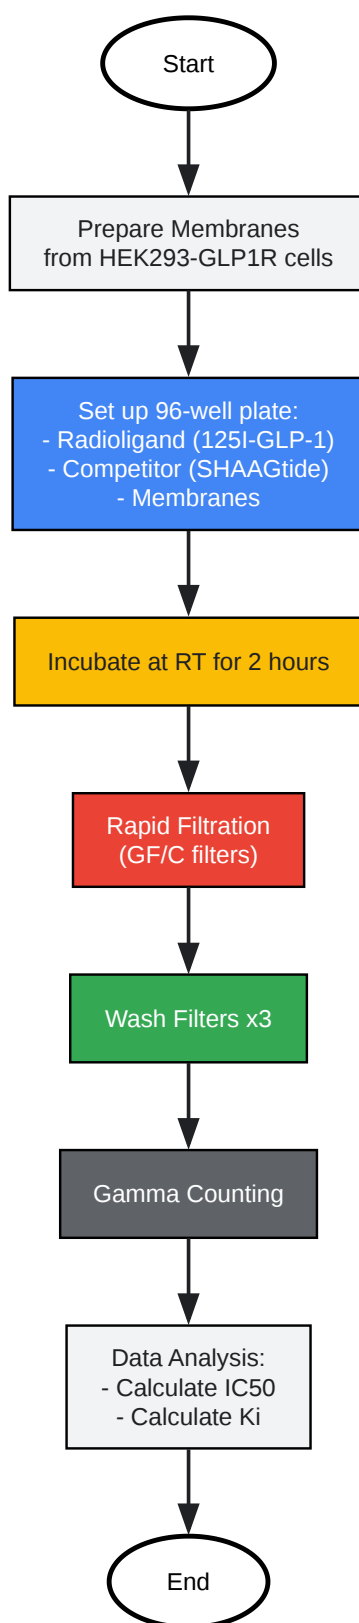 Start
Prepare Membranes
from HEK293-GLP1R cells
Set up 96-well plate:
- Radioligand (125I-GLP-1)
- Competitor (SHAAGtide)
- Membranes
Incubate at RT for 2 hours
Rapid Filtration
(GF/C filters)
Wash Filters x3
Gamma Counting
Data Analysis:
- Calculate IC50
- Calculate Ki
End